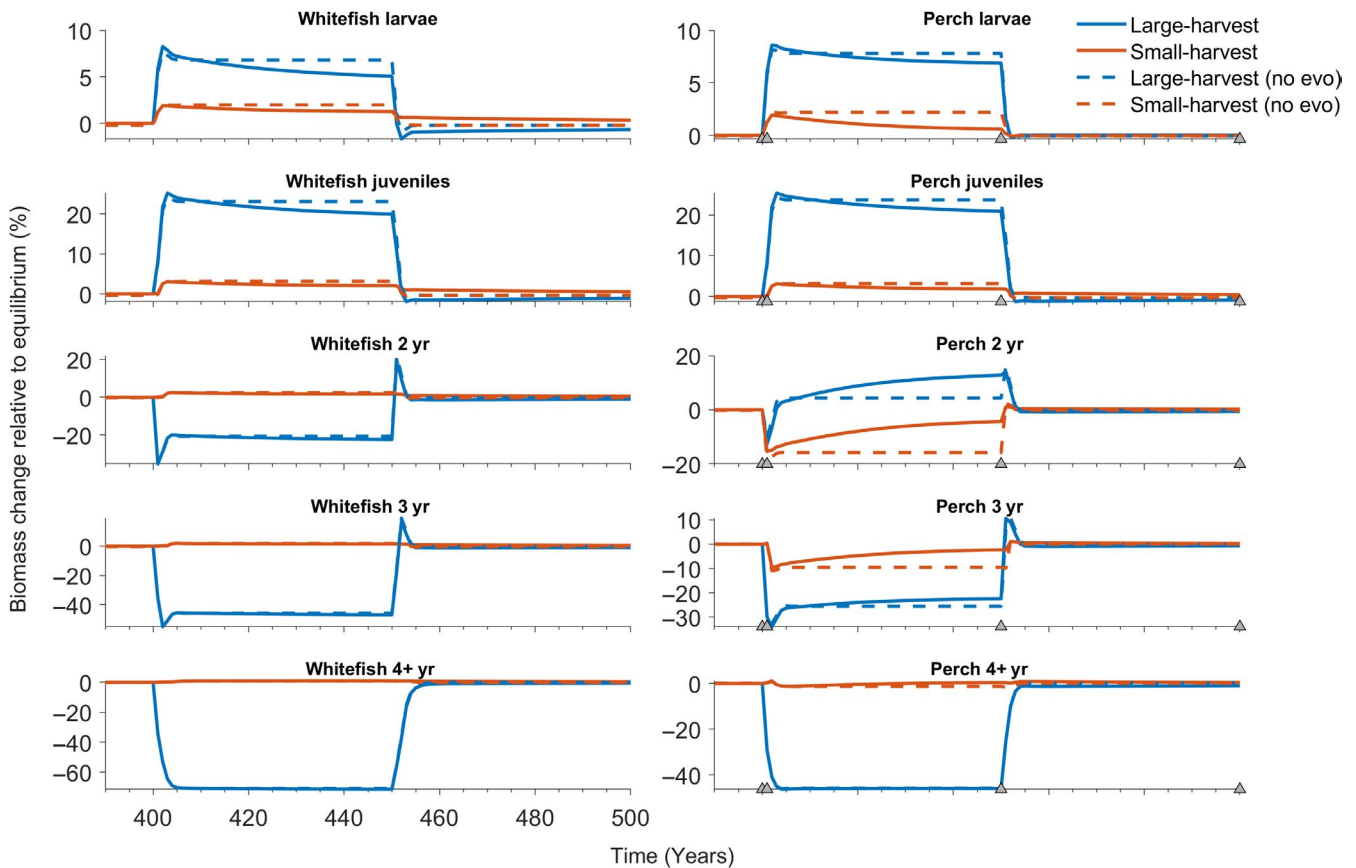 Whitefish larvae
10
5
0
Perch larvae
10
5
0
Large-harvest
Small-harvest
Large-harvest (no evo)
Small-harvest (no evo)
Whitefish juveniles
20
10
0
Perch juveniles
20
10
0
Whitefish 2 yr
20
0
–20
Perch 2 yr
20
0
–20
Whitefish 3 yr
0
–20
–40
Perch 3 yr
10
0
–10
–20
–30
Whitefish 4+ yr
0
–20
–40
–60
Perch 4+ yr
0
–20
–40
400 420 440 460 480 500
Biomass change relative to equilibrium (%)
Time (Years)